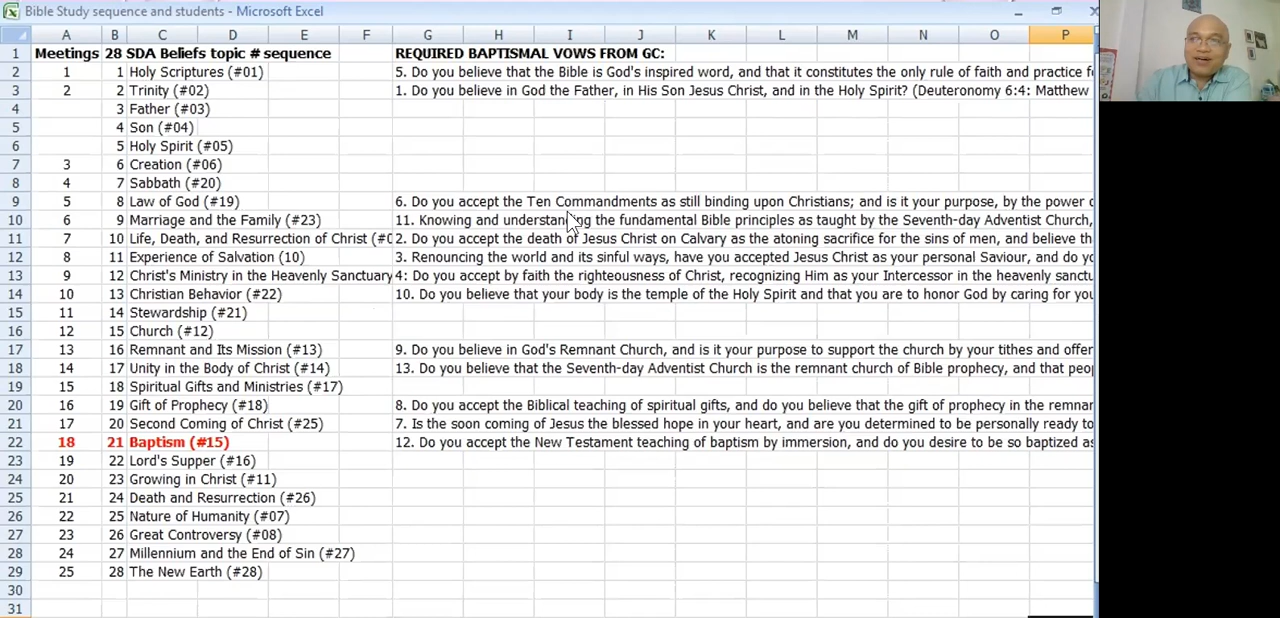 Bible Study sequence and students - Microsoft Excel
A B C D E F G H I J K L M N O P
1 Meetings 28 SDA Beliefs topic # sequence REQUIRED BAPTISMAL VOWS FROM GC:
2 1 1 Holy Scriptures (#01) 5. Do you believe that the Bible is God's inspired word, and that it constitutes the only rule of faith and practice f
3 2 2 Trinity (#02) 1. Do you believe in God the Father, in His Son Jesus Christ, and in the Holy Spirit? (Deuteronomy 6:4: Matthew
4 3 Father (#03)
5 4 Son (#04)
6 5 Holy Spirit (#05)
7 3 6 Creation (#06)
8 4 7 Sabbath (#20)
9 5 8 Law of God (#19) 6. Do you accept the Ten Commandments as still binding upon Christians; and is it your purpose, by the power o
10 6 9 Marriage and the Family (#23) 11. Knowing and understanding the fundamental Bible principles as taught by the Seventh-day Adventist Church,
11 7 10 Life, Death, and Resurrection of Christ (#0 2. Do you accept the death of Jesus Christ on Calvary as the atoning sacrifice for the sins of men, and believe th
12 8 11 Experience of Salvation (10) 3. Renouncing the world and its sinful ways, have you accepted Jesus Christ as your personal Saviour, and do yo
13 9 12 Christ's Ministry in the Heavenly Sanctuary 4: Do you accept by faith the righteousness of Christ, recognizing Him as your Intercessor in the heavenly sanctu
14 10 13 Christian Behavior (#22) 10. Do you believe that your body is the temple of the Holy Spirit and that you are to honor God by caring for you
15 11 14 Stewardship (#21)
16 12 15 Church (#12)
17 13 16 Remnant and Its Mission (#13) 9. Do you believe in God's Remnant Church, and is it your purpose to support the church by your tithes and offer
18 14 17 Unity in the Body of Christ (#14) 13. Do you believe that the Seventh-day Adventist Church is the remnant church of Bible prophecy, and that peop
19 15 18 Spiritual Gifts and Ministries (#17)
20 16 19 Gift of Prophecy (#18) 8. Do you accept the Biblical teaching of spiritual gifts, and do you believe that the gift of prophecy in the remnar
21 17 20 Second Coming of Christ (#25) 7. Is the soon coming of Jesus the blessed hope in your heart, and are you determined to be personally ready to
22 18 21 Baptism (#15) 12. Do you accept the New Testament teaching of baptism by immersion, and do you desire to be so baptized as
23 19 22 Lord's Supper (#16)
24 20 23 Growing in Christ (#11)
25 21 24 Death and Resurrection (#26)
26 22 25 Nature of Humanity (#07)
27 23 26 Great Controversy (#08)
28 24 27 Millennium and the End of Sin (#27)
29 25 28 The New Earth (#28)
30
31